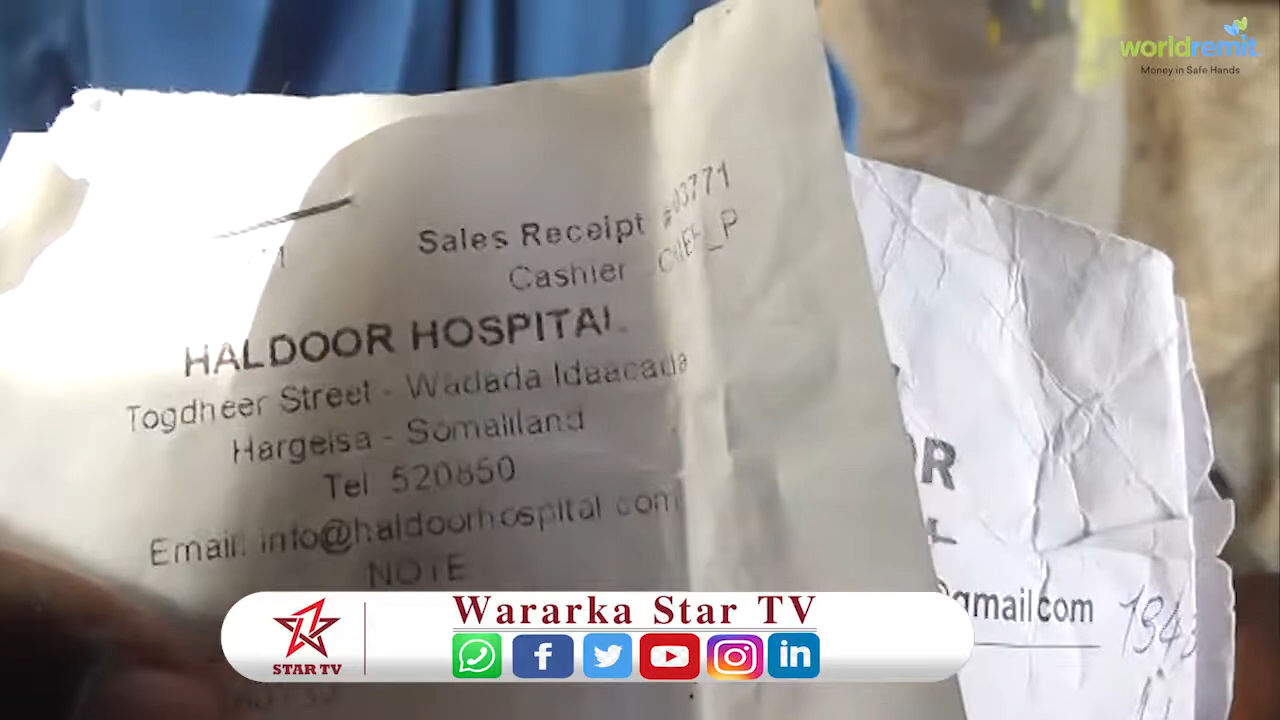 worldremit
Money in Safe Hands
Sales Receipt #03771
Cashier
HALDOOR HOSPITAL
Togdheer Street - Wadada Idaacada
Hargeisa - Somaliland
Tel 520850
Email: info@haldoorhospital com
NOTE
gmail.com
STAR TV
Wararka Star TV